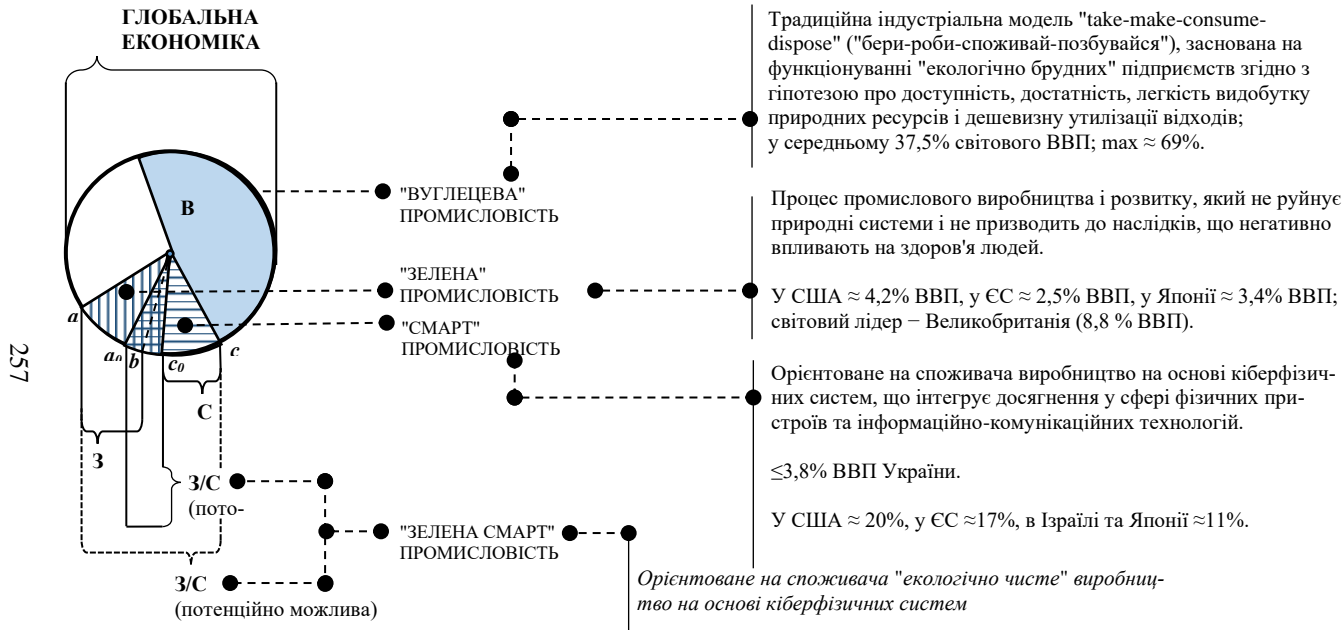 ГЛОБАЛЬНА
ЕКОНОМІКА
В
"ВУГЛЕЦЕВА"
ПРОМИСЛОВІСТЬ
"ЗЕЛЕНА"
ПРОМИСЛОВІСТЬ
"СМАРТ"
ПРОМИСЛОВІСТЬ
a
a₀
b
c₀
c
С
З
З/С
(пото-
З/С
(потенційно можлива)
"ЗЕЛЕНА СМАРТ"
ПРОМИСЛОВІСТЬ
Традиційна індустріальна модель "take-make-consume-
dispose" ("бери-роби-споживай-позбувайся"), заснована на
функціонуванні "екологічно брудних" підприємств згідно з
гіпотезою про доступність, достатність, легкість видобутку
природних ресурсів і дешевизну утилізації відходів;
у середньому 37,5% світового ВВП; max ≈ 69%.
Процес промислового виробництва і розвитку, який не руйнує
природні системи і не призводить до наслідків, що негативно
впливають на здоров'я людей.
У США ≈ 4,2% ВВП, у ЄС ≈ 2,5% ВВП, у Японії ≈ 3,4% ВВП;
світовий лідер − Великобританія (8,8 % ВВП).
Орієнтоване на споживача виробництво на основі кіберфізич-
них систем, що інтегрує досягнення у сфері фізичних при-
строїв та інформаційно-комунікаційних технологій.
≤3,8% ВВП України.
У США ≈ 20%, у ЄС ≈17%, в Ізраїлі та Японії ≈11%.
Орієнтоване на споживача "екологічно чисте" виробниц-
тво на основі кіберфізичних систем
257